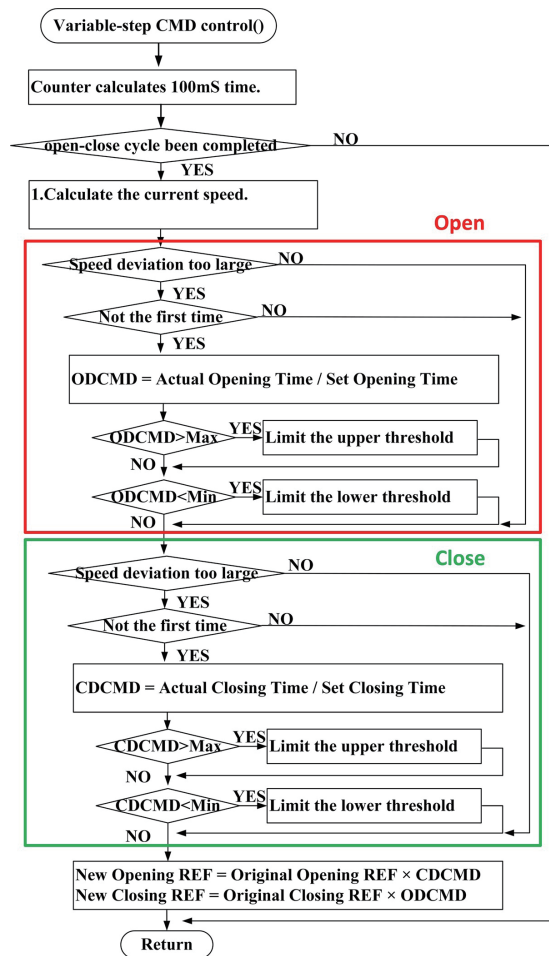 Variable-step CMD control()
Counter calculates 100mS time.
open-close cycle been completed
NO
YES
1.Calculate the current speed.
Open
Speed deviation too large
NO
YES
Not the first time
NO
YES
ODCMD = Actual Opening Time / Set Opening Time
ODCMD>Max
YES
Limit the upper threshold
NO
ODCMD<Min
YES
Limit the lower threshold
NO
Close
Speed deviation too large
NO
YES
Not the first time
NO
YES
CDCMD = Actual Closing Time / Set Closing Time
CDCMD>Max
YES
Limit the upper threshold
NO
CDCMD<Min
YES
Limit the lower threshold
NO
New Opening REF = Original Opening REF × CDCMD
New Closing REF = Original Closing REF × ODCMD
Return